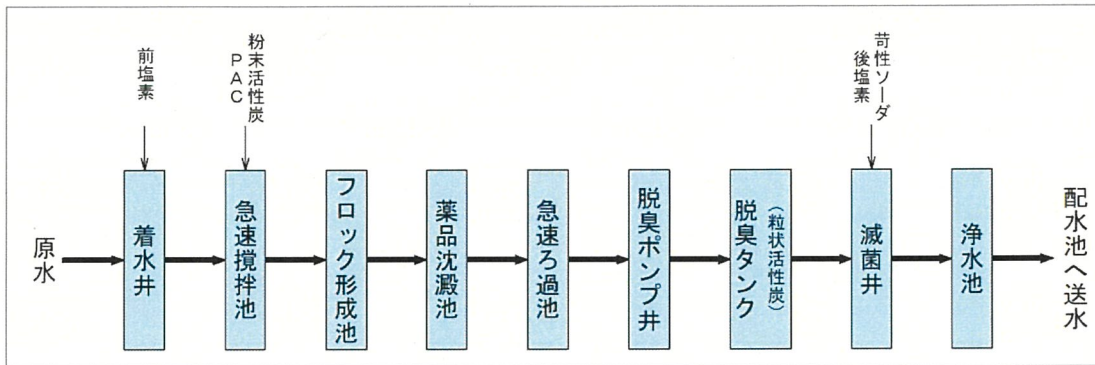 原水
前塩素
着水井
粉末活性炭
PAC
急速撹拌池
フロック形成池
薬品沈澱池
急速ろ過池
脱臭ポンプ井
(粒状活性炭)
脱臭タンク
苛性ソーダ
後塩素
滅菌井
浄水池
配水池へ送水